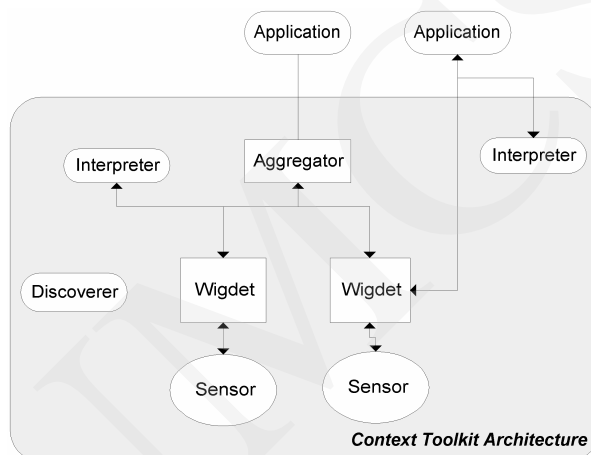 Application
Application
Interpreter
Aggregator
Interpreter
Discoverer
Wigdet
Wigdet
Sensor
Sensor
Context Toolkit Architecture